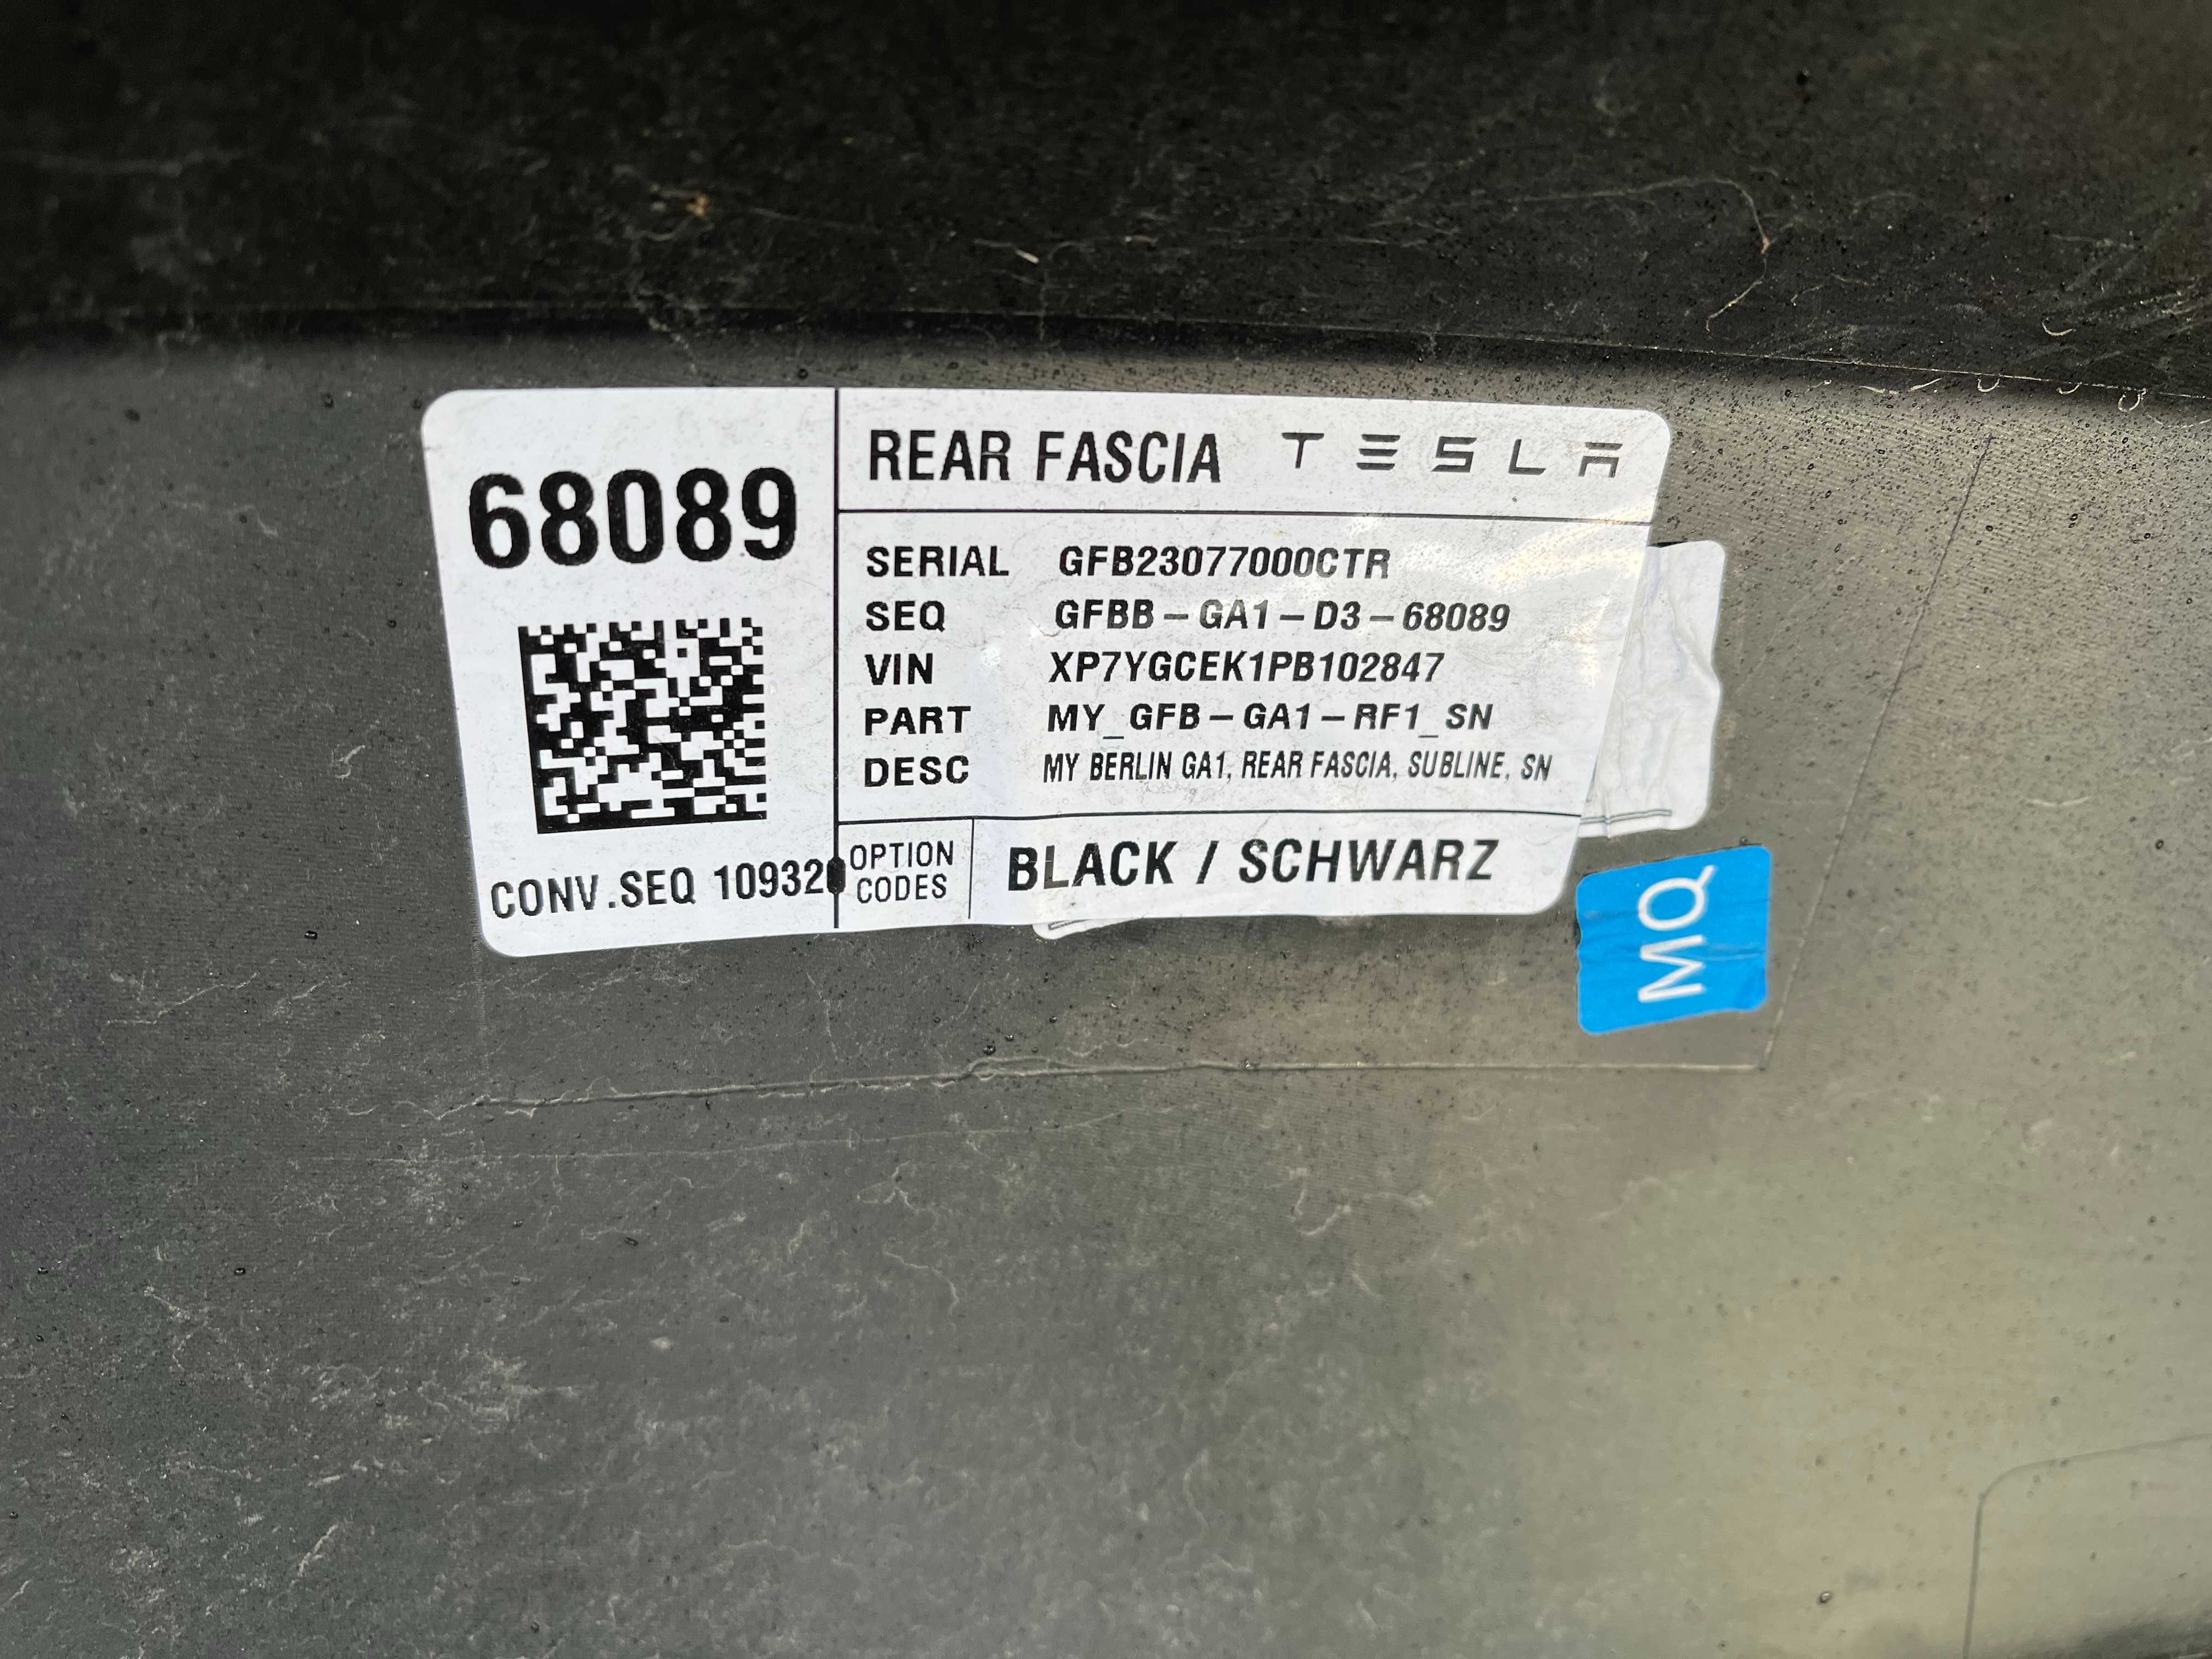 68089
CONV.SEQ 10932
REAR FASCIA TESLA
SERIAL GFB23077000CTR
SEQ GFBB-GA1-D3-68089
VIN XP7YGCEK1PB102847
PART MY_GFB-GA1-RF1_SN
DESC MY BERLIN GA1, REAR FASCIA, SUBLINE, SN
OPTION CODES
BLACK / SCHWARZ
MQ